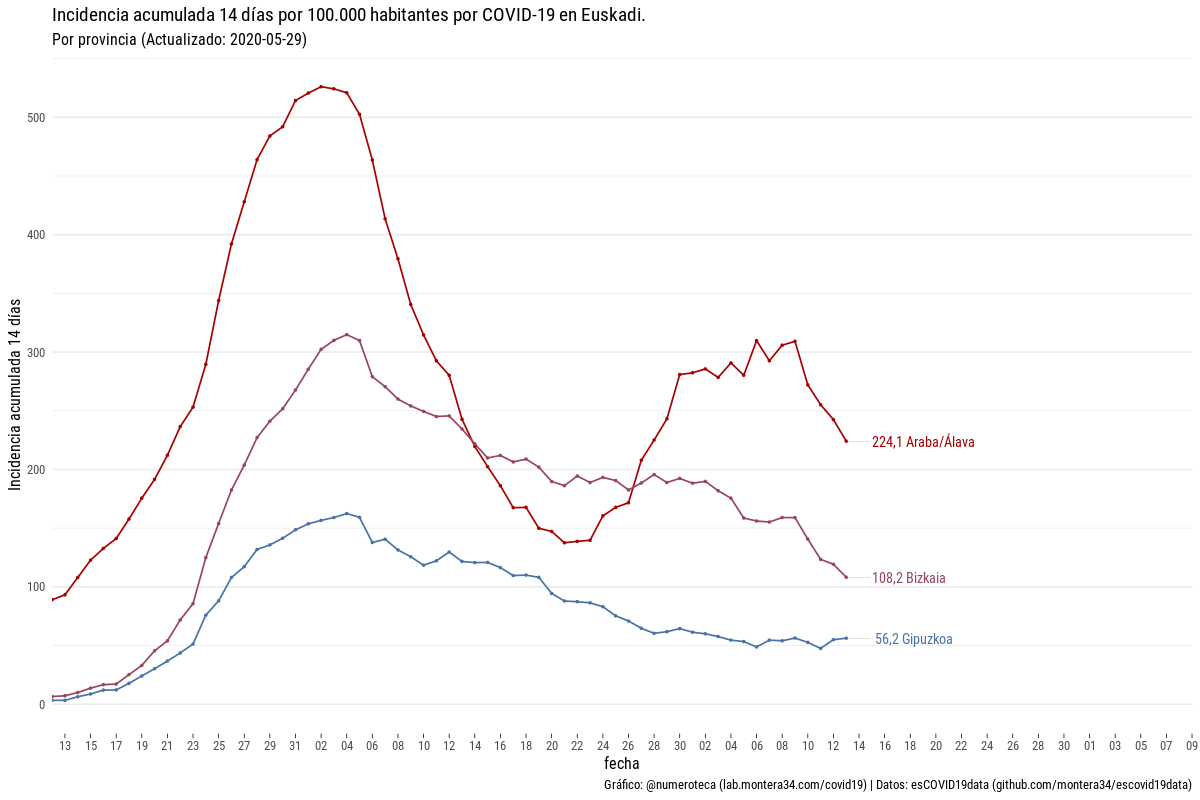 Incidencia acumulada 14 días por 100.000 habitantes por COVID-19 en Euskadi.
Por provincia (Actualizado: 2020-05-29)
Incidencia acumulada 14 días
500
400
300
200
100
0
224,1 Araba/Álava
108,2 Bizkaia
56,2 Gipuzkoa
13 15 17 19 21 23 25 27 29 31 02 04 06 08 10 12 14 16 18 20 22 24 26 28 30 02 04 06 08 10 12 14 16 18 20 22 24 26 28 30 01 03 05 07 09
fecha
Gráfico: @numeroteca (lab.montera34.com/covid19) | Datos: esCOVID19data (github.com/montera34/escovid19data)